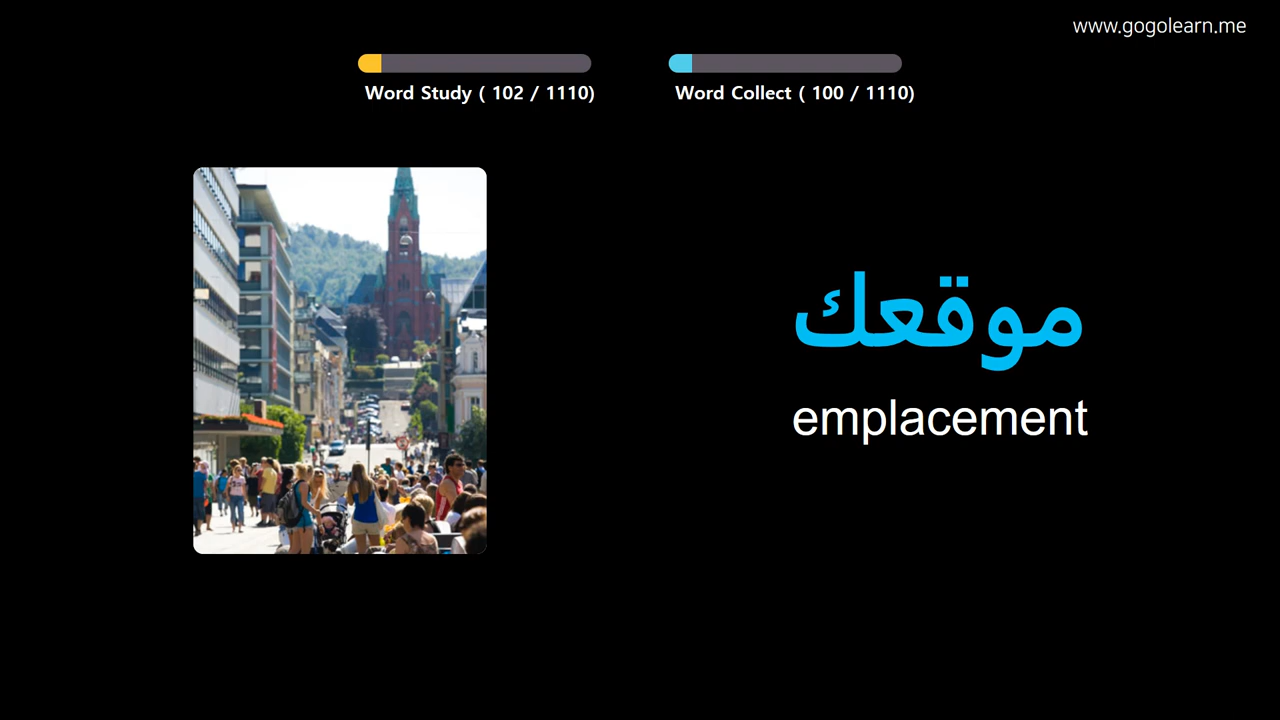 www.gogolearn.me
Word Study ( 102 / 1110)
Word Collect ( 100 / 1110)
موقعك
emplacement